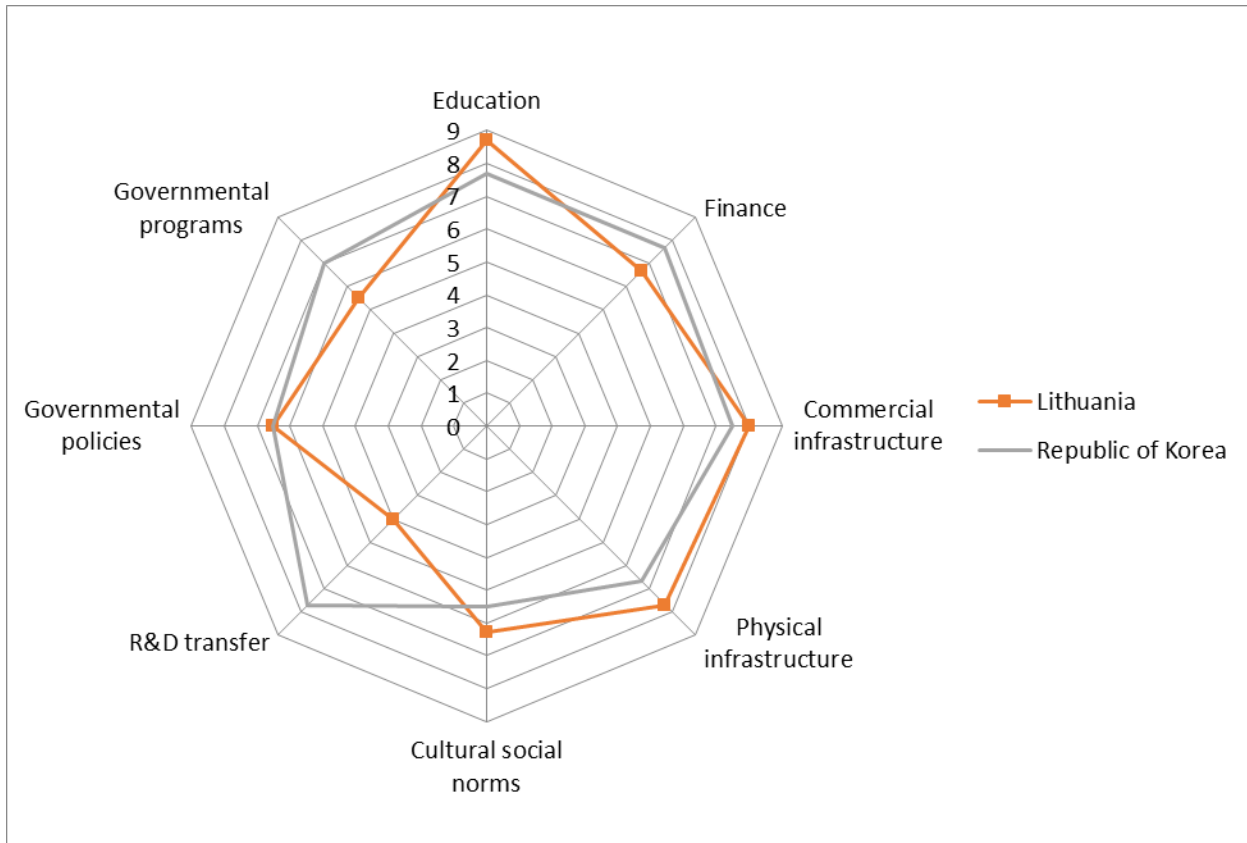 Education
9
8
7
6
5
4
3
2
1
0
Finance
Commercial
infrastructure
Physical
infrastructure
Cultural social
norms
R&D transfer
Governmental
policies
Governmental
programs
Lithuania
Republic of Korea